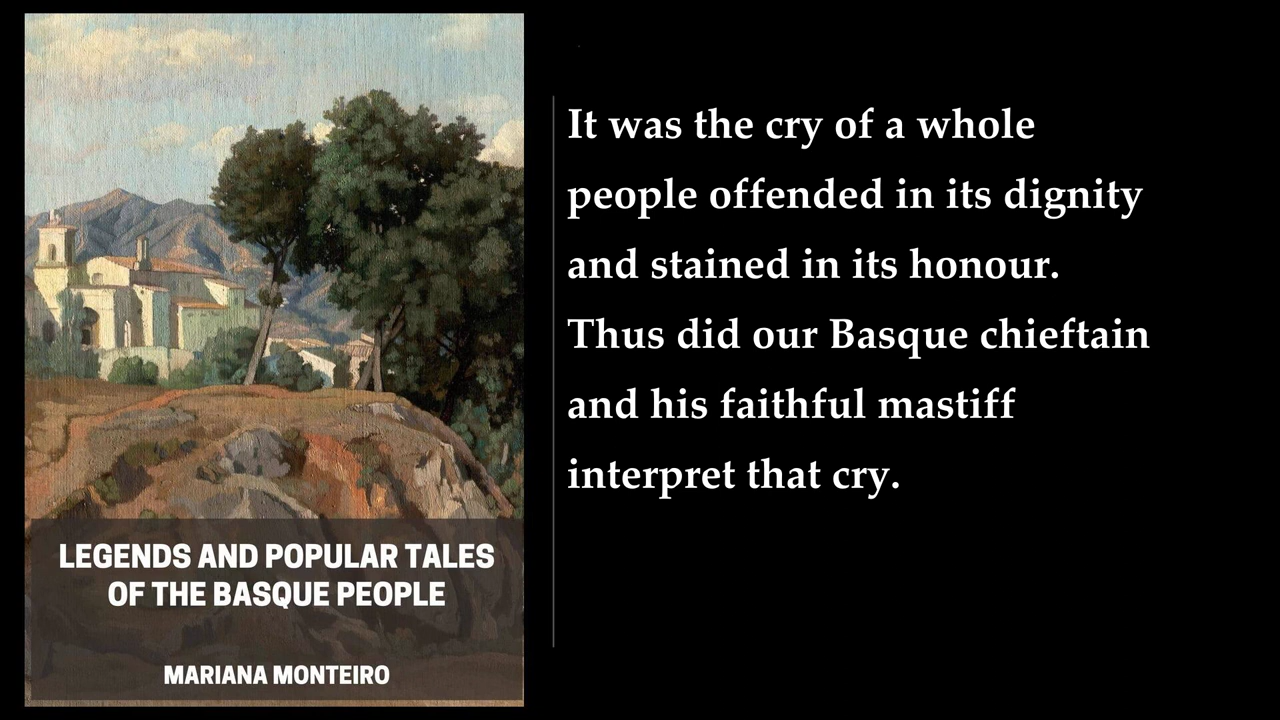 It was the cry of a whole
people offended in its dignity
and stained in its honour.
Thus did our Basque chieftain
and his faithful mastiff
interpret that cry.
LEGENDS AND POPULAR TALES
OF THE BASQUE PEOPLE
MARIANA MONTEIRO